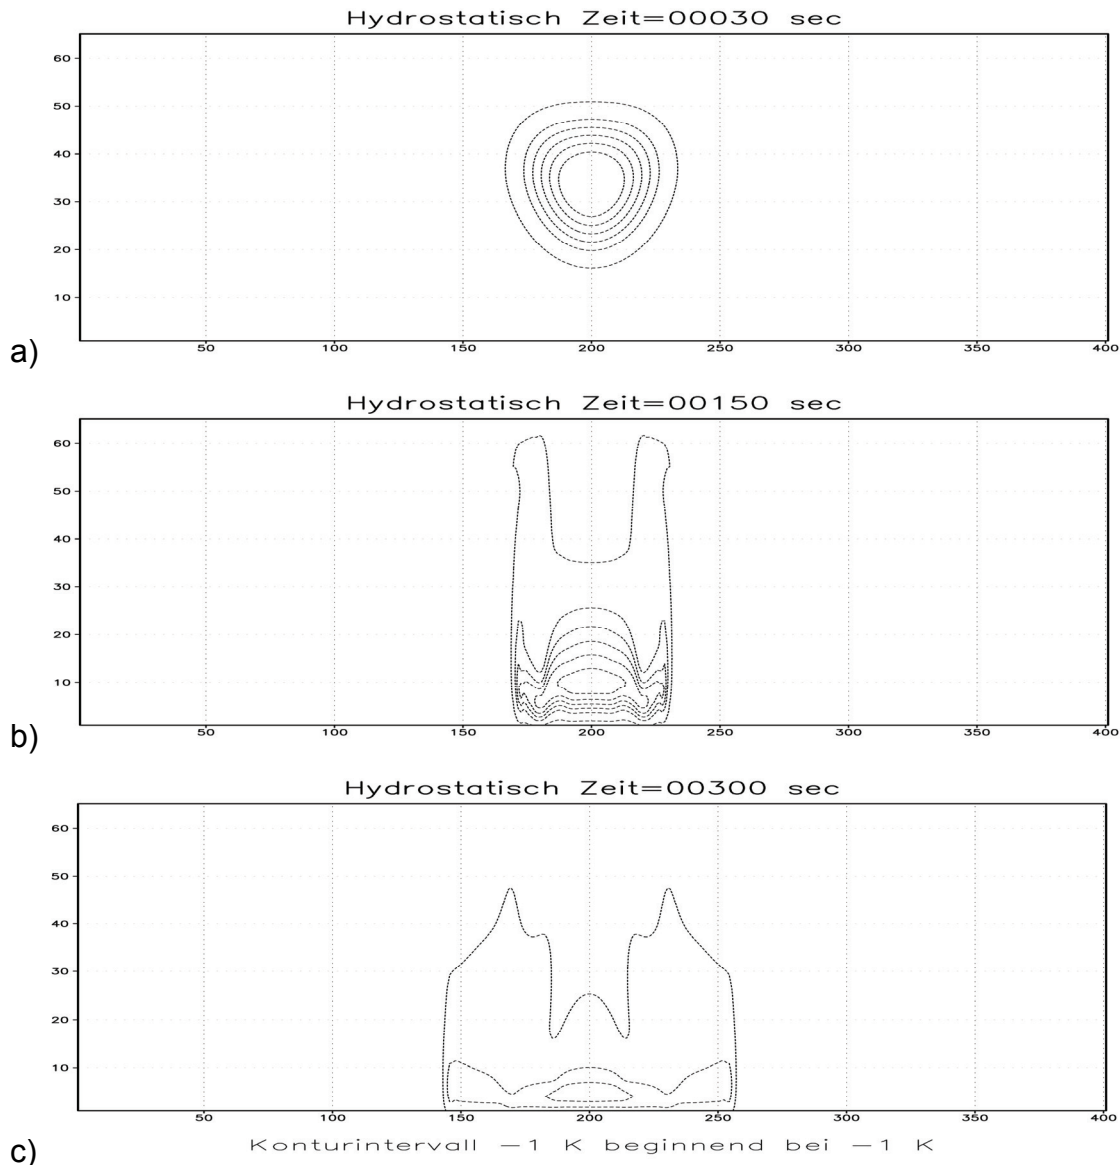 Hydrostatisch Zeit=00030 sec
60
50
40
30
20
10
a)
50 100 150 200 250 300 350 400
Hydrostatisch Zeit=00150 sec
60
50
40
30
20
10
b)
50 100 150 200 250 300 350 400
Hydrostatisch Zeit=00300 sec
60
50
40
30
20
10
50 100 150 200 250 300 350 400
c)
Konturintervall −1 K beginnend bei −1 K